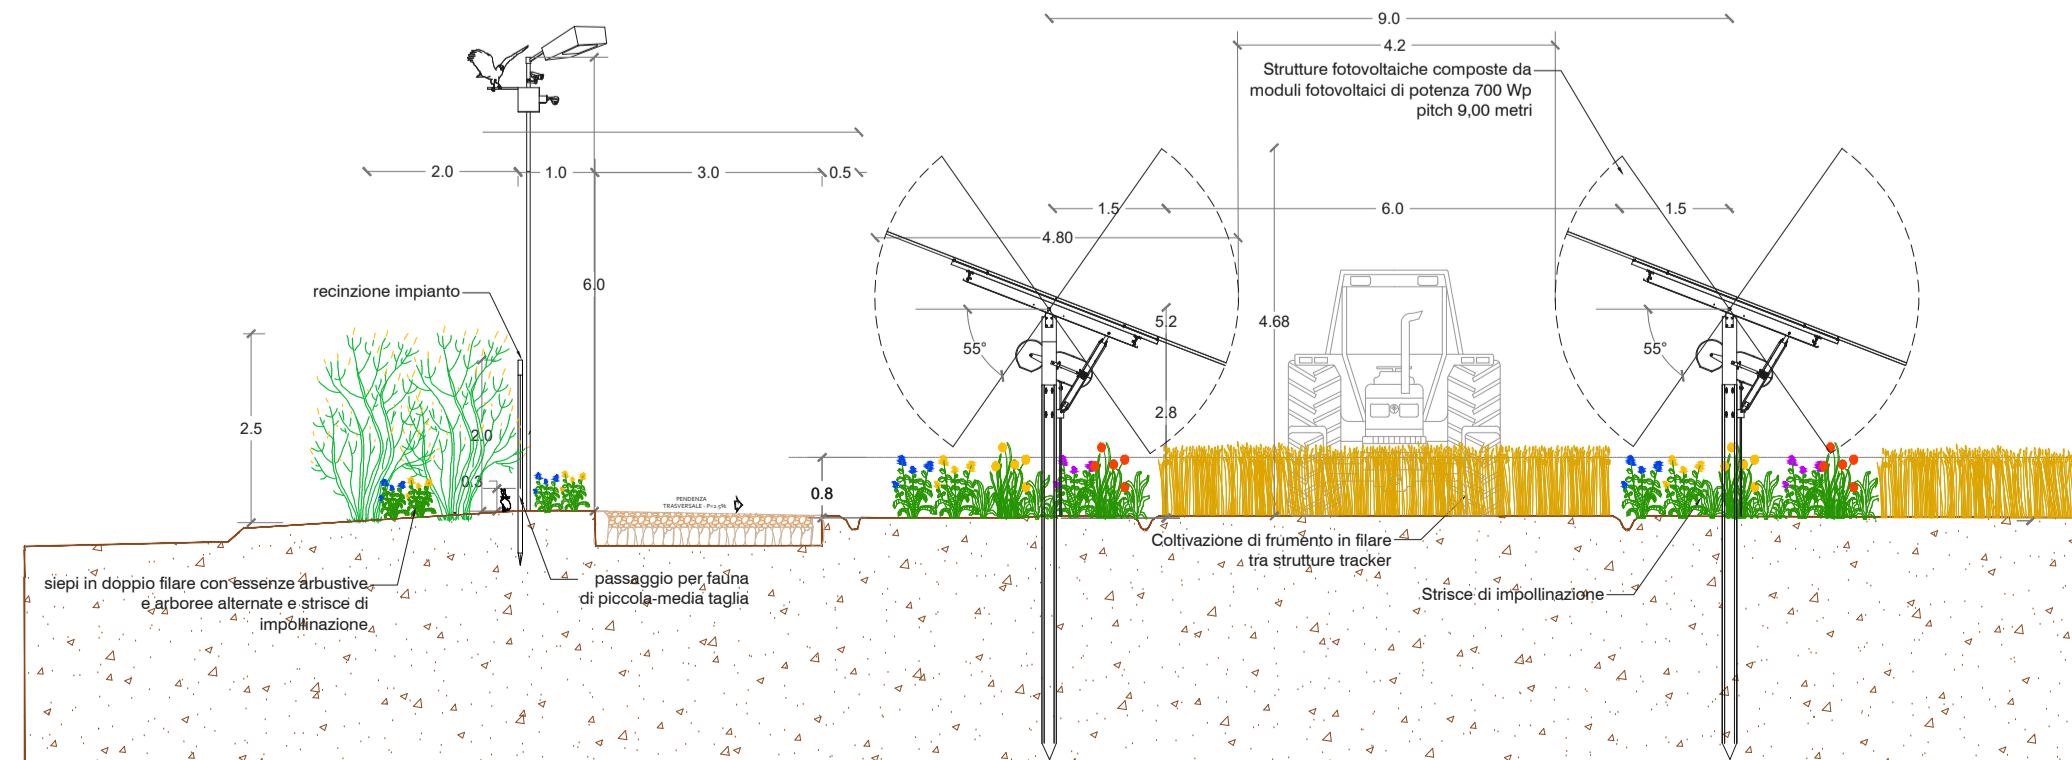 9.0
4.2
Strutture fotovoltaiche composte da
moduli fotovoltaici di potenza 700 Wp
pitch 9,00 metri
2.0
1.0
3.0
0.5
1.5
6.0
1.5
4.80
6.0
recinzione impianto
5.2
4.68
55°
55°
2.5
2.0
2.8
0.3
0.8
PENDENZA
TRASVERSALE - P=2.5%
Coltivazione di frumento in filare
tra strutture tracker
siepi in doppio filare con essenze arbustive
e arboree alternate e strisce di
impollinazione
passaggio per fauna
di piccola-media taglia
Strisce di impollinazione